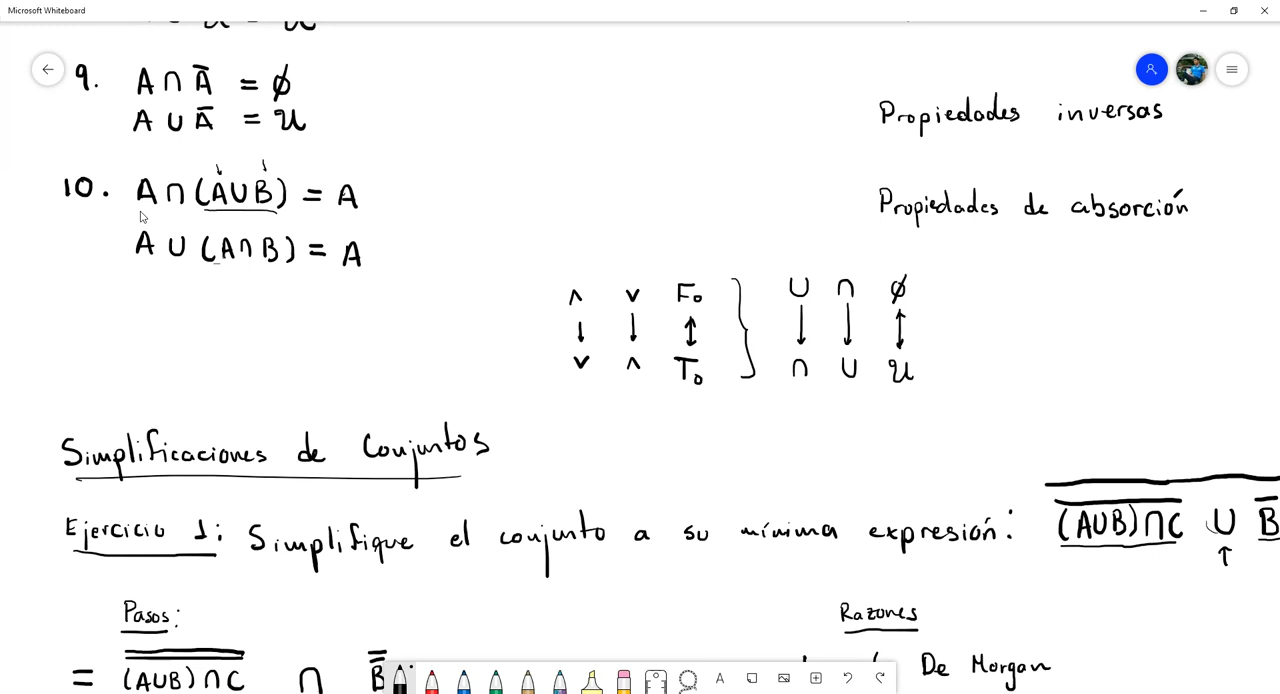 Microsoft Whiteboard
9. A ∩ A̅ = ∅
A ∪ A̅ = 𝒰
Propiedades inversas
10. A ∩ (A ∪ B) = A
Propiedades de absorción
A ∪ (A ∩ B) = A
∧ ∨ F₀ } ∪ ∩ ∅
↓ ↓ ↕ ↓ ↓ ↕
∨ ∧ T₀ ∩ ∪ 𝒰
Simplificaciones de Conjuntos
Ejercicio 1: Simplifique el conjunto a su mínima expresión: (A∪B)∩C ∪ B̅
Pasos:
Razones
= (A∪B)∩C ∩ B
De Morgan